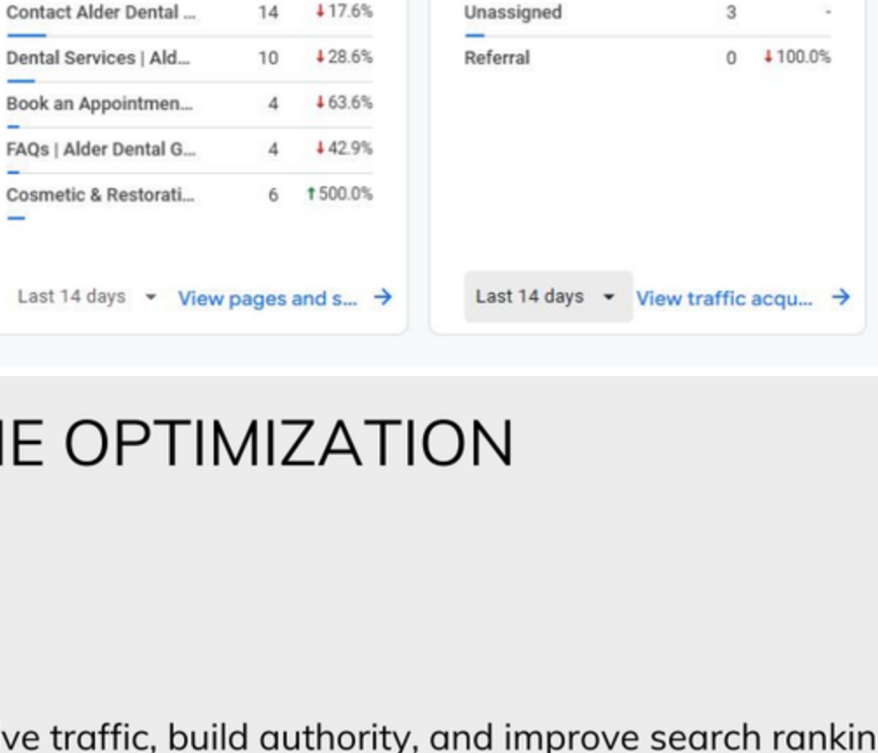 Contact Alder Dental ... 14 ↓17.6%
Dental Services | Ald... 10 ↓28.6%
Book an Appointmen... 4 ↓63.6%
FAQs | Alder Dental G... 4 ↓42.9%
Cosmetic & Restorati... 6 ↑500.0%
Last 14 days View pages and s... →
Unassigned 3 -
Referral 0 ↓100.0%
Last 14 days View traffic acqu... →
IE OPTIMIZATION
ve traffic, build authority, and improve search rankin